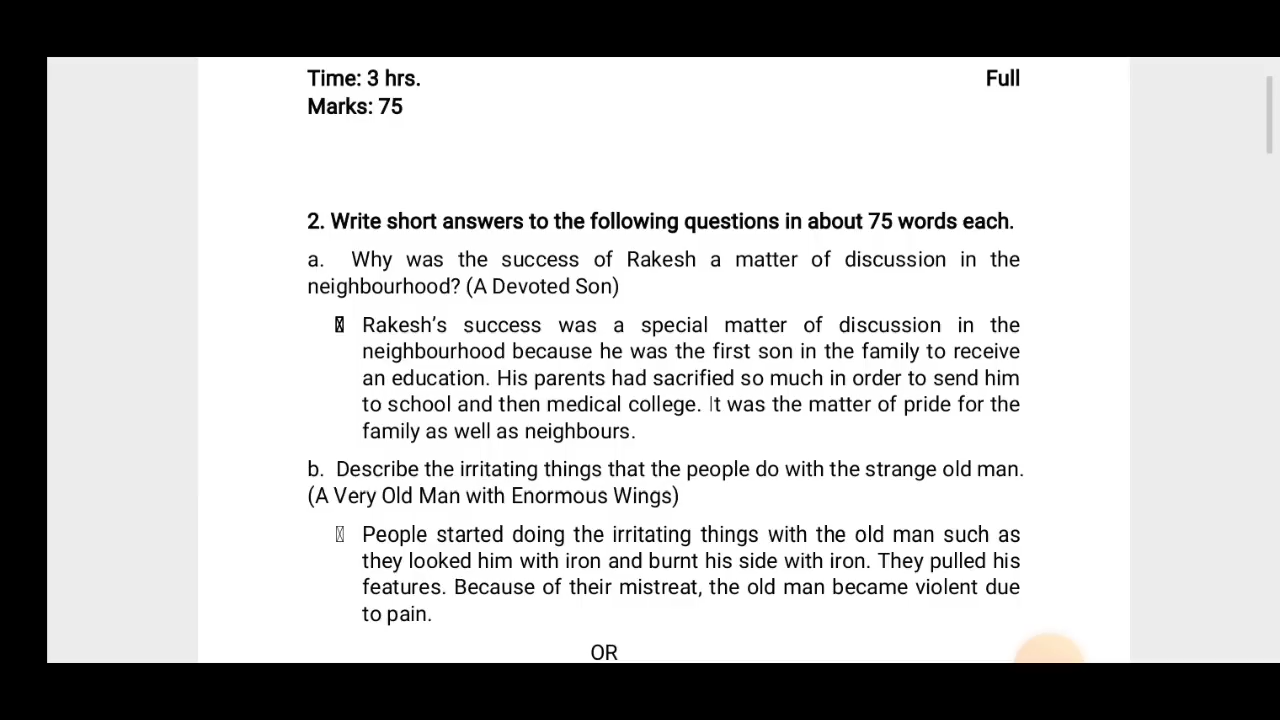 Time: 3 hrs. Full
Marks: 75
2. Write short answers to the following questions in about 75 words each.
a. Why was the success of Rakesh a matter of discussion in the
neighbourhood? (A Devoted Son)
Rakesh's success was a special matter of discussion in the
neighbourhood because he was the first son in the family to receive
an education. His parents had sacrified so much in order to send him
to school and then medical college. It was the matter of pride for the
family as well as neighbours.
b. Describe the irritating things that the people do with the strange old man.
(A Very Old Man with Enormous Wings)
People started doing the irritating things with the old man such as
they looked him with iron and burnt his side with iron. They pulled his
features. Because of their mistreat, the old man became violent due
to pain.
OR